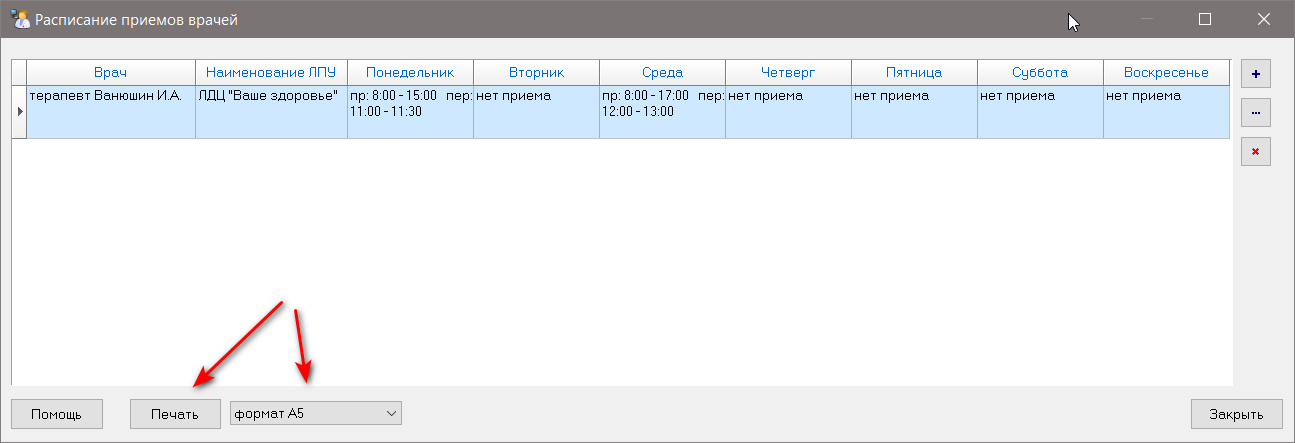 Расписание приемов врачей
Врач Наименование ЛПУ Понедельник Вторник Среда Четверг Пятница Суббота Воскресенье
терапевт Ванюшин И.А. ЛДЦ "Ваше здоровье" пр: 8:00 - 15:00 пер: нет приема пр: 8:00 - 17:00 пер: нет приема нет приема нет приема нет приема
11:00 - 11:30 12:00 - 13:00
Помощь Печать формат А5 Закрыть